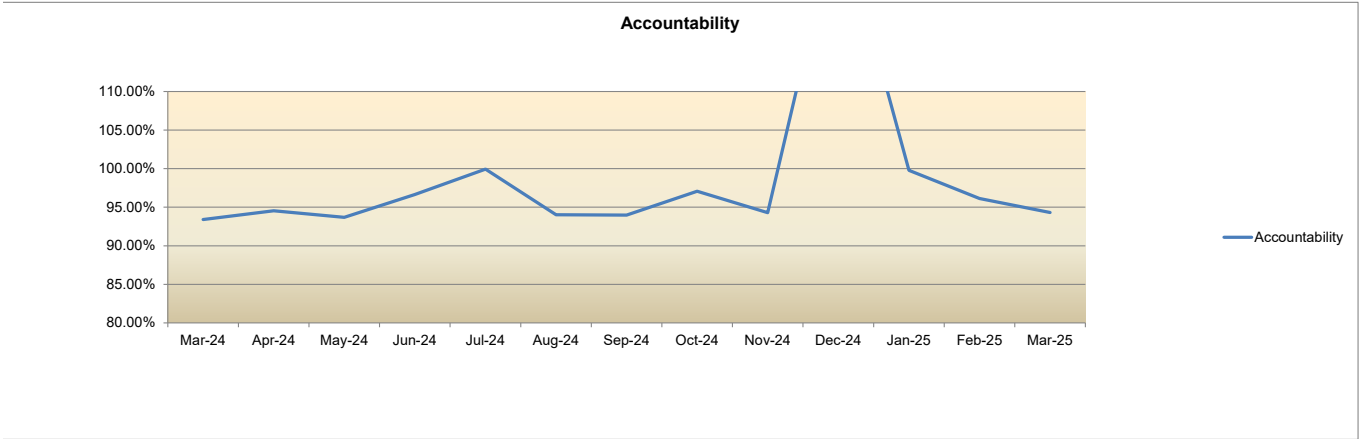 Accountability
110.00%
105.00%
100.00%
95.00%
90.00%
85.00%
80.00%
Mar-24 Apr-24 May-24 Jun-24 Jul-24 Aug-24 Sep-24 Oct-24 Nov-24 Dec-24 Jan-25 Feb-25 Mar-25
Accountability